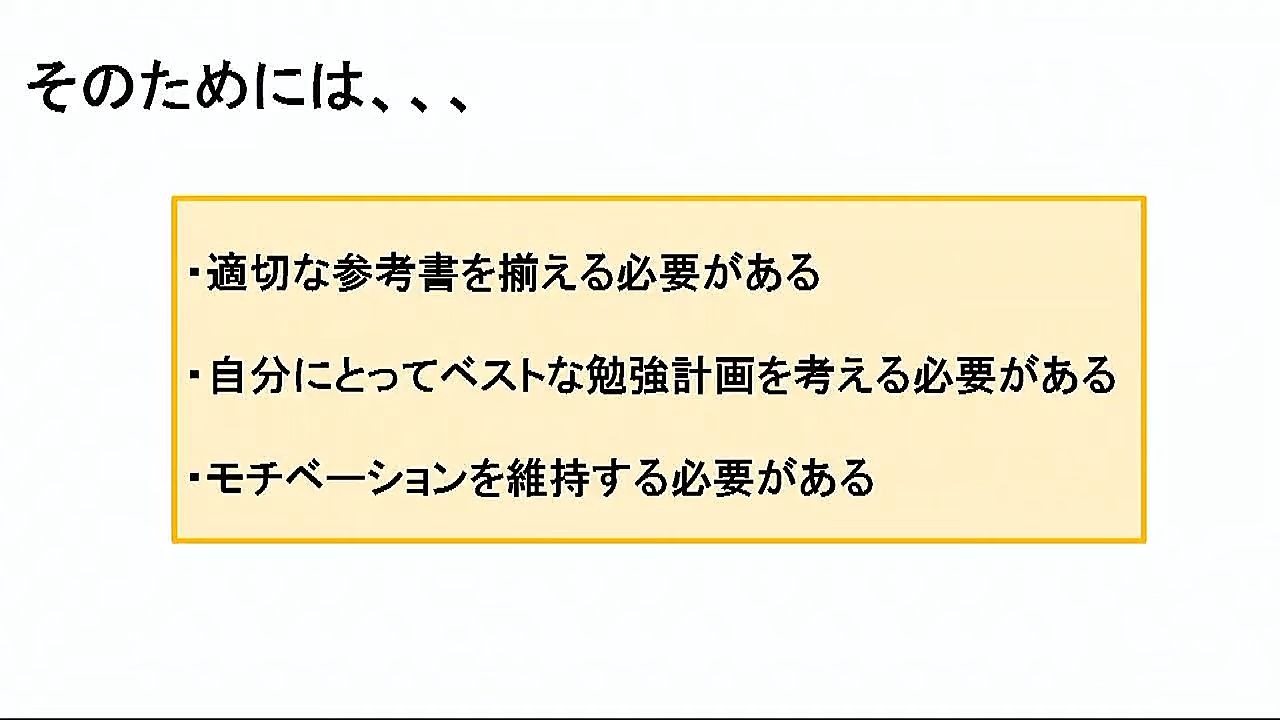 そのためには、、、
・適切な参考書を揃える必要がある
・自分にとってベストな勉強計画を考える必要がある
・モチベーションを維持する必要がある